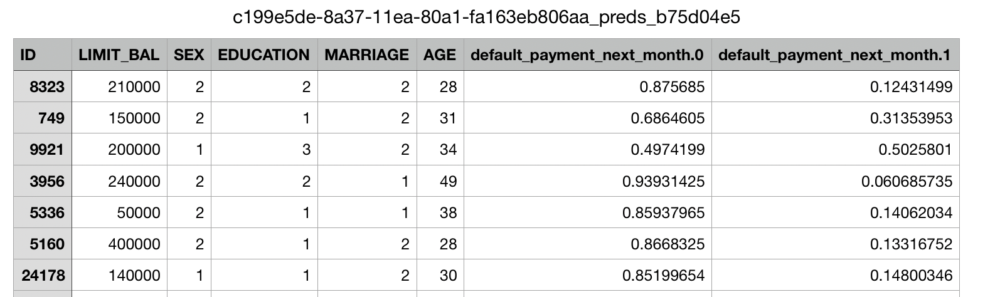 c199e5de-8a37-11ea-80a1-fa163eb806aa_preds_b75d04e5
ID LIMIT_BAL SEX EDUCATION MARRIAGE AGE default_payment_next_month.0 default_payment_next_month.1
8323 210000 2 2 2 28 0.875685 0.12431499
749 150000 2 1 2 31 0.6864605 0.31353953
9921 200000 1 3 2 34 0.4974199 0.5025801
3956 240000 2 2 1 49 0.93931425 0.060685735
5336 50000 2 1 1 38 0.85937965 0.14062034
5160 400000 2 1 2 28 0.8668325 0.13316752
24178 140000 1 1 2 30 0.85199654 0.14800346